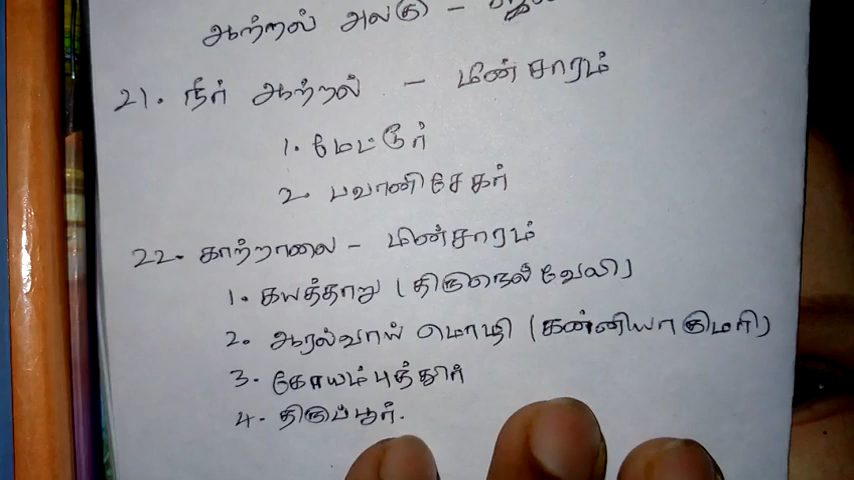 ஆற்றல் அலகு -
21. நீர் ஆற்றல் - மின்சாரம்
1. மேட்டூர்
2. பவானிசேகர்
22. காற்றாலை - மின்சாரம்
1. கயத்தாறு (திருநெல்வேலி)
2. ஆரல்வாய் மொழி (கன்னியாகுமரி)
3. கோயம்புத்தூர்
4. திருப்பூர்.